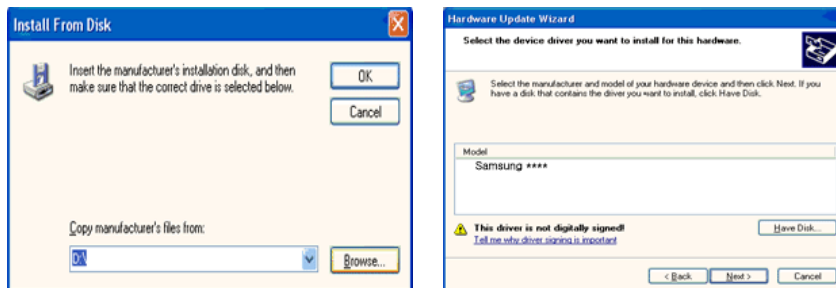 Install From Disk
Insert the manufacturer's installation disk, and then
make sure that the correct drive is selected below.
OK
Cancel
Copy manufacturer's files from:
D:\
Browse...
Hardware Update Wizard
Select the device driver you want to install for this hardware.
Select the manufacturer and model of your hardware device and then click Next. If you
have a disk that contains the driver you want to install, click Have Disk.
Model
Samsung ****
This driver is not digitally signed!
Tell me why driver signing is important
Have Disk...
< Back
Next >
Cancel